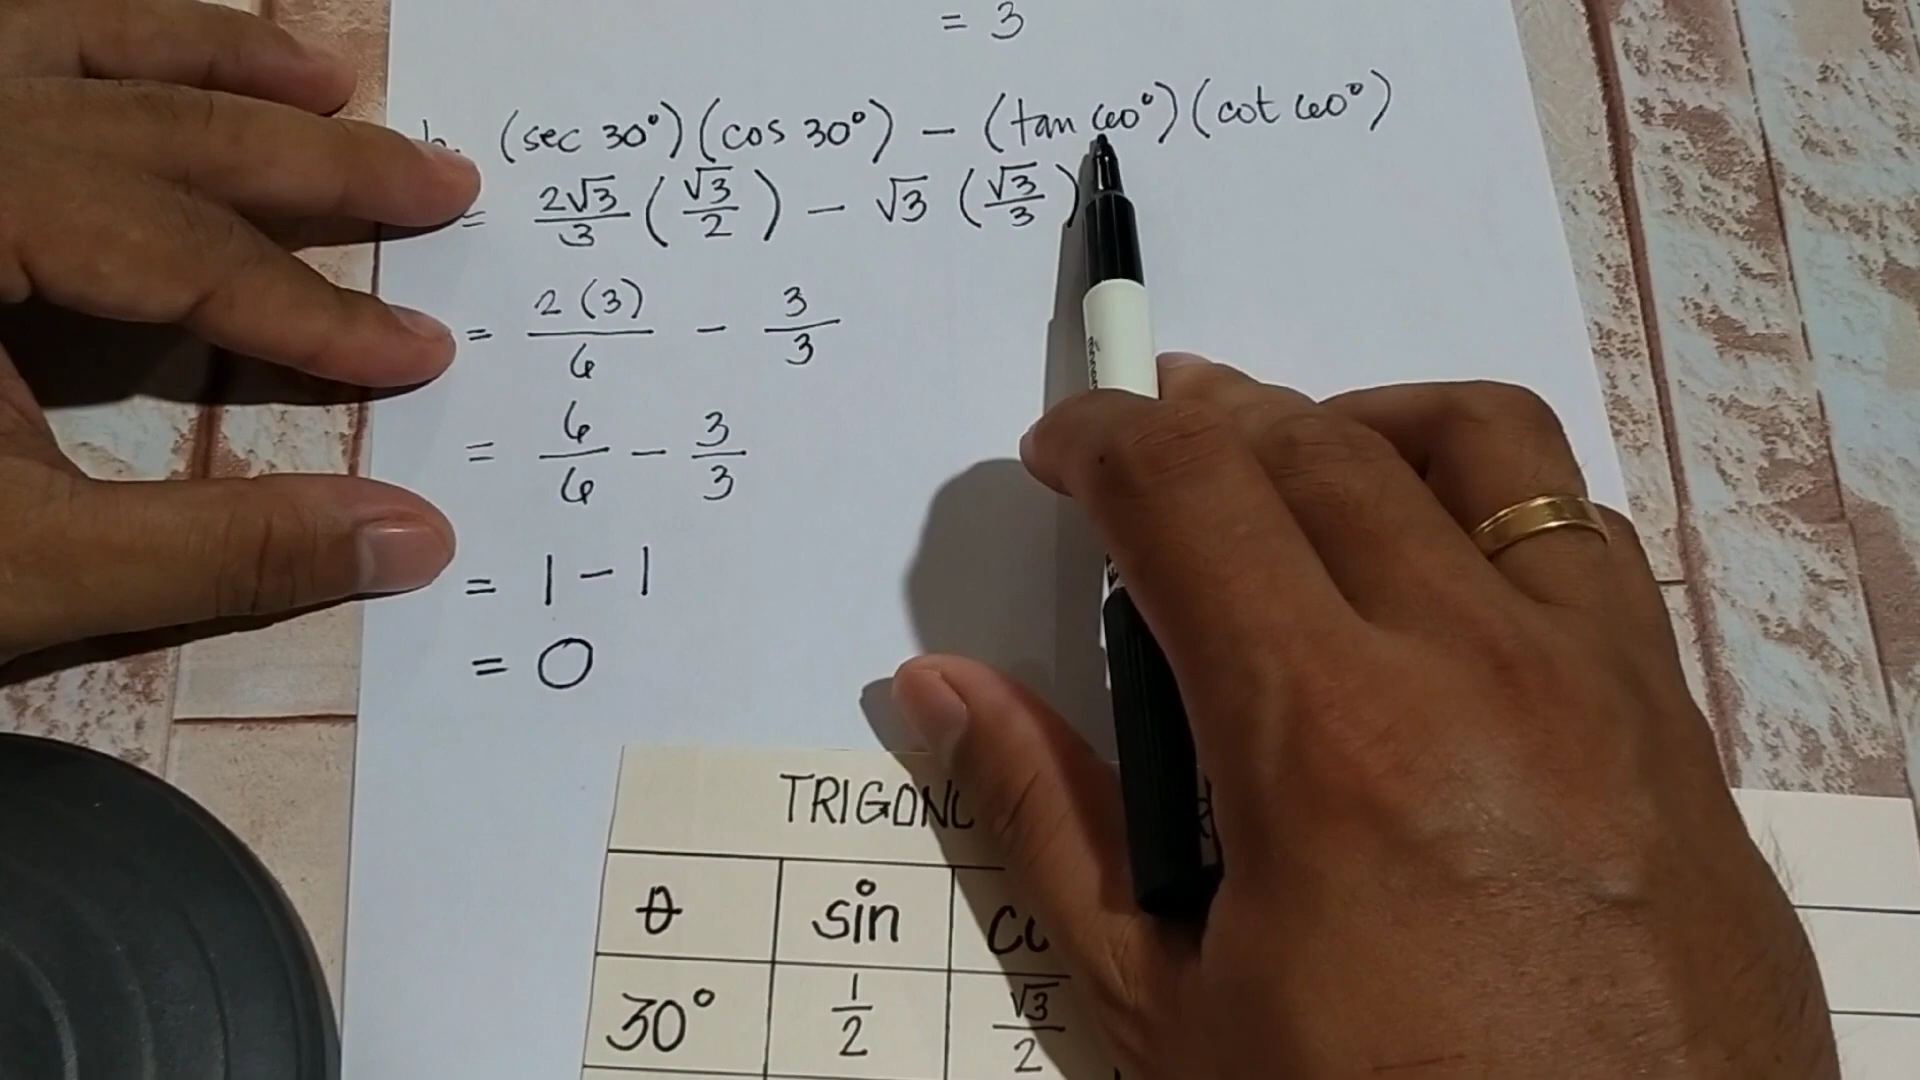 = 3
b. (sec 30°)(cos 30°) - (tan 60°)(cot 60°)
= 2√3/3 (√3/2) - √3 (√3/3)
= 2(3)/6 - 3/3
= 6/6 - 3/3
= 1 - 1
= 0
θ sin
30° 1/2 √3/2